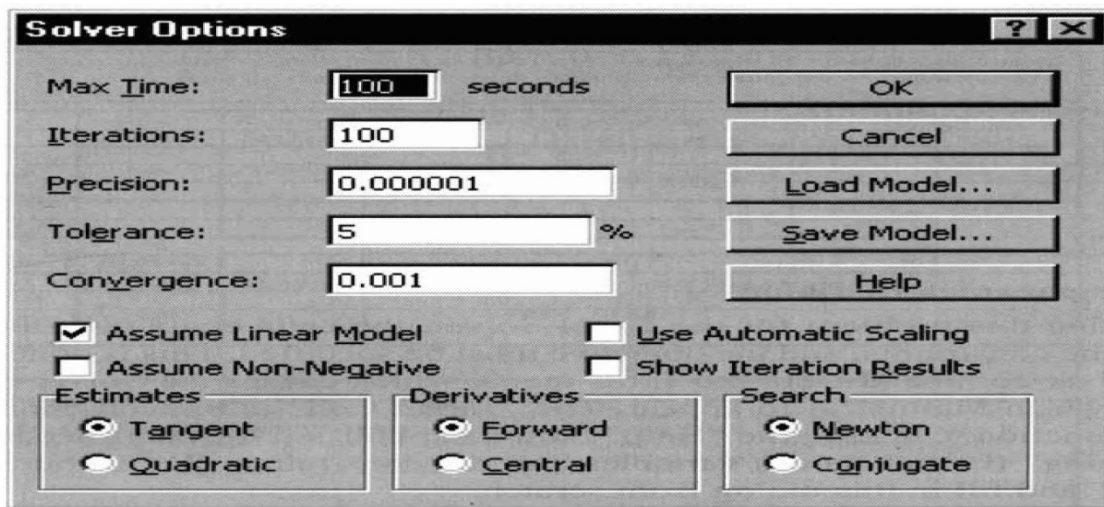 Solver Options
Max Time: 100 seconds OK
Iterations: 100 Cancel
Precision: 0.000001 Load Model...
Tolerance: 5 % Save Model...
Convergence: 0.001 Help
Assume Linear Model Use Automatic Scaling
Assume Non-Negative Show Iteration Results
Estimates Derivatives Search
Tangent Forward Newton
Quadratic Central Conjugate